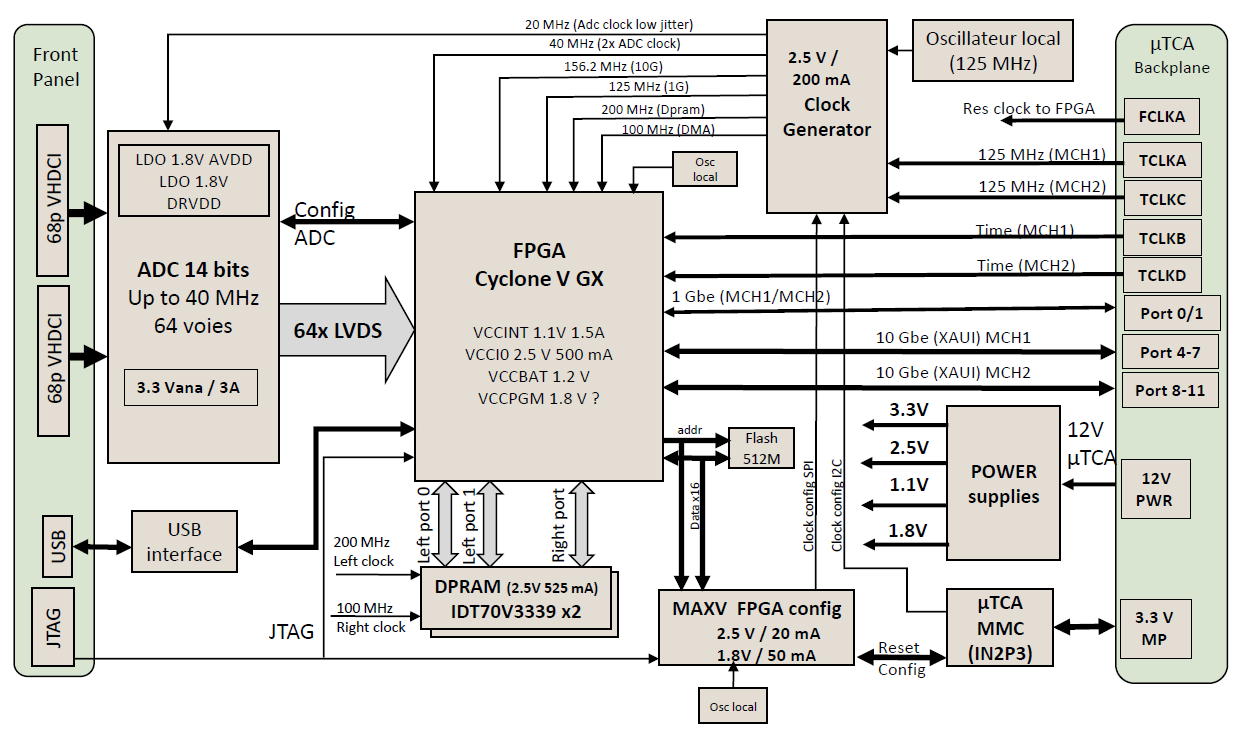 Front
Panel
68p VHDCI
68p VHDCI
USB
JTAG
20 MHz (Adc clock low jitter)
40 MHz (2x ADC clock)
156.2 MHz (10G)
125 MHz (1G)
200 MHz (Dpram)
100 MHz (DMA)
2.5 V /
200 mA
Clock
Generator
Oscillateur local
(125 MHz)
Osc
local
LDO 1.8V AVDD
LDO 1.8V
DRVDD
ADC 14 bits
Up to 40 MHz
64 voies
3.3 Vana / 3A
Config
ADC
64x LVDS
FPGA
Cyclone V GX
VCCINT 1.1V 1.5A
VCCI0 2.5 V 500 mA
VCCBAT 1.2 V
VCCPGM 1.8 V ?
µTCA
Backplane
Res clock to FPGA
FCLKA
125 MHz (MCH1)
TCLKA
125 MHz (MCH2)
TCLKC
Time (MCH1)
TCLKB
Time (MCH2)
TCLKD
1 Gbe (MCH1/MCH2)
Port 0/1
10 Gbe (XAUI) MCH1
Port 4-7
10 Gbe (XAUI) MCH2
Port 8-11
addr
Flash
512M
Data x16
Clock config SPI
Clock config I2C
3.3V
2.5V
1.1V
1.8V
POWER
supplies
12V
µTCA
12V
PWR
USB
interface
Left port 0
Left port 1
Right port
200 MHz
Left clock
100 MHz
Right clock
DPRAM (2.5V 525 mA)
IDT70V3339 x2
JTAG
MAXV FPGA config
2.5 V / 20 mA
1.8V / 50 mA
Osc local
Reset
Config
µTCA
MMC
(IN2P3)
3.3 V
MP